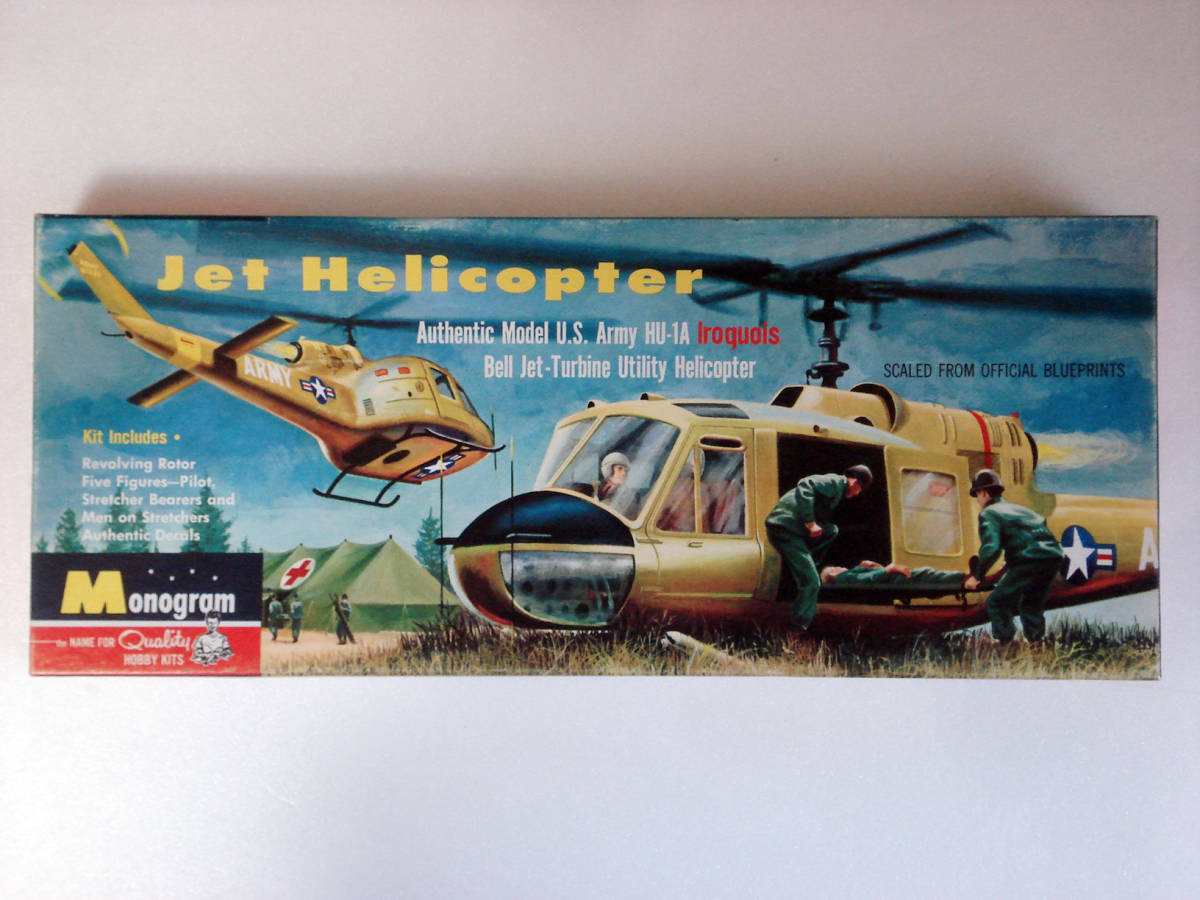 Jet Helicopter
Authentic Model U.S. Army HU-1A Iroquois
Bell Jet-Turbine Utility Helicopter
SCALED FROM OFFICIAL BLUEPRINTS
ARMY
Kit Includes •
Revolving Rotor
Five Figures—Pilot,
Stretcher Bearers and
Men on Stretchers
Authentic Decals
A
Monogram
the NAME FOR Quality
HOBBY KITS